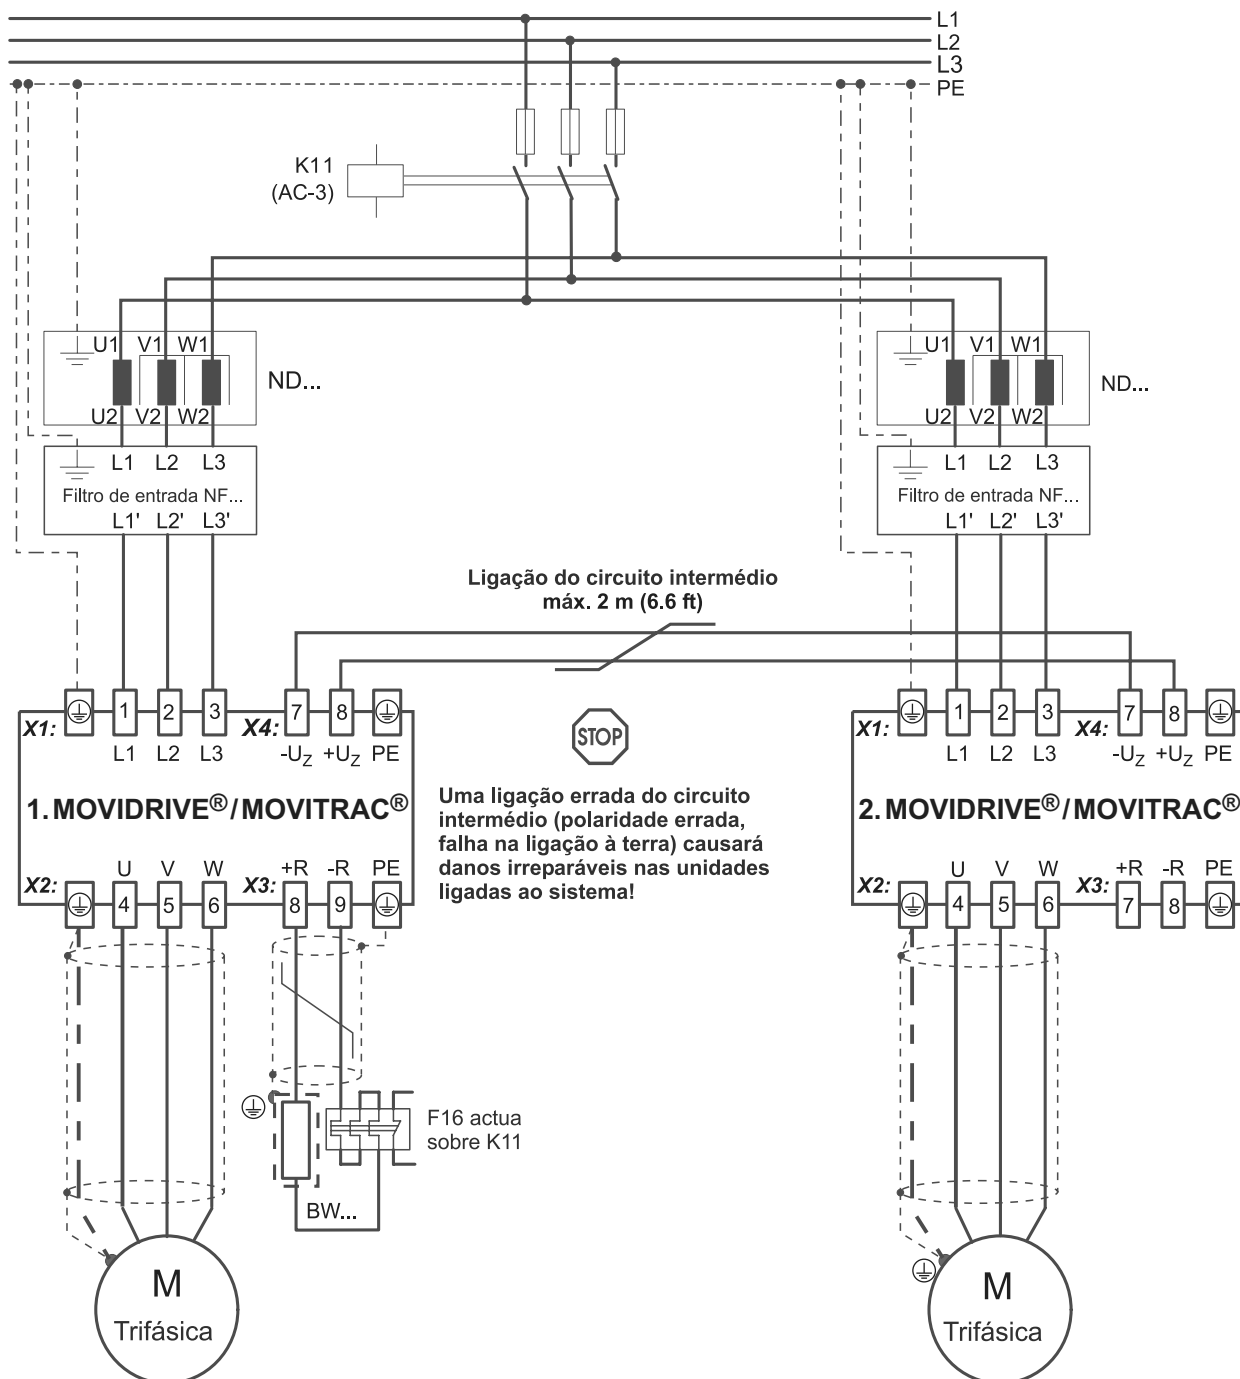 L1
L2
L3
PE
K11
(AC-3)
U1 V1 W1
ND...
U2 V2 W2
L1 L2 L3
Filtro de entrada NF...
L1' L2' L3'
U1 V1 W1
ND...
U2 V2 W2
L1 L2 L3
Filtro de entrada NF...
L1' L2' L3'
Ligação do circuito intermédio
máx. 2 m (6.6 ft)
X1: 1 2 3 X4: 7 8
L1 L2 L3 -UZ +UZ PE
1. MOVIDRIVE®/MOVITRAC®
U V W +R -R PE
X2: 4 5 6 X3: 8 9
STOP
Uma ligação errada do circuito
intermédio (polaridade errada,
falha na ligação à terra) causará
danos irreparáveis nas unidades
ligadas ao sistema!
X1: 1 2 3 X4: 7 8
L1 L2 L3 -UZ +UZ PE
2. MOVIDRIVE®/MOVITRAC®
U V W +R -R PE
X2: 4 5 6 X3: 7 8
F16 actua
sobre K11
BW...
M
Trifásica
M
Trifásica